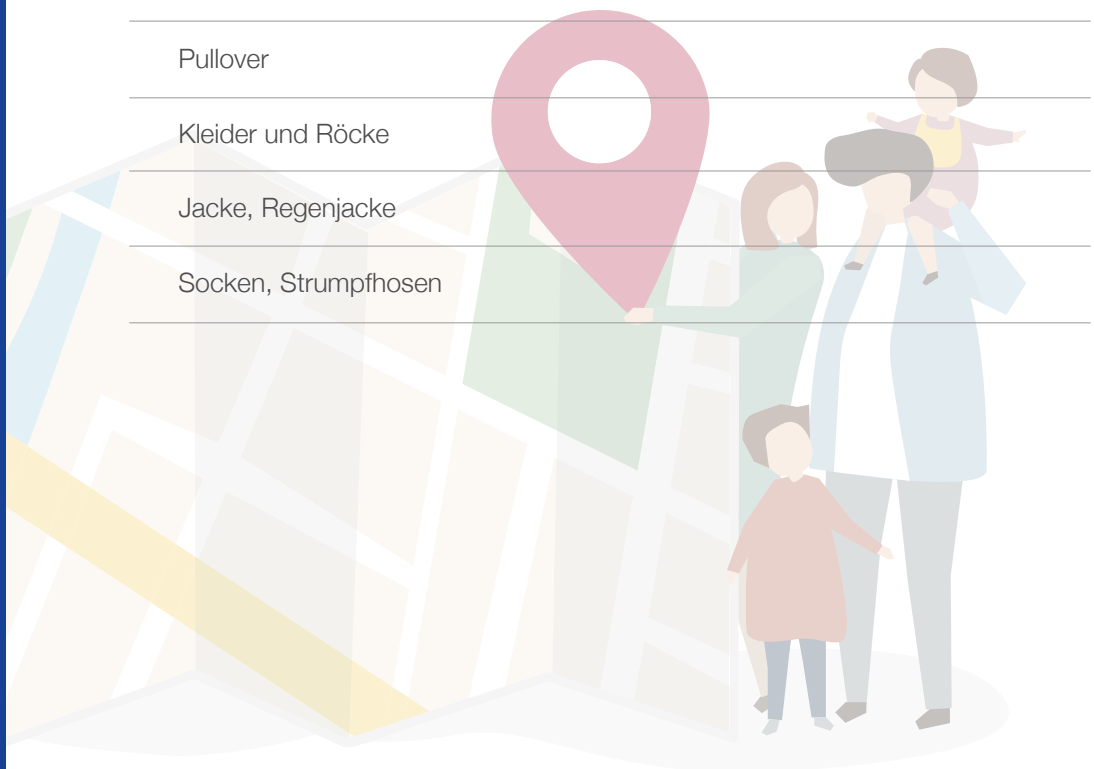 Pullover
Kleider und Röcke
Jacke, Regenjacke
Socken, Strumpfhosen